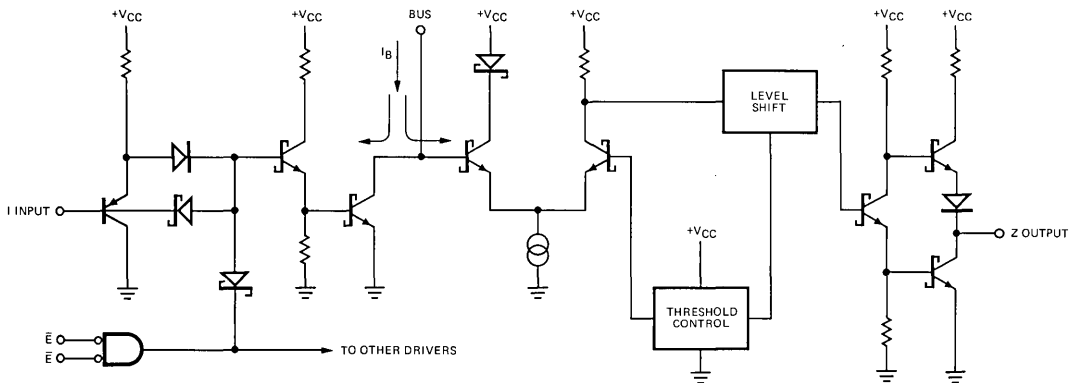 +VCC
+VCC
BUS
+VCC
+VCC
+VCC
+VCC
IB
LEVEL
SHIFT
I INPUT
+VCC
Z OUTPUT
THRESHOLD
CONTROL
E̅
E̅
TO OTHER DRIVERS